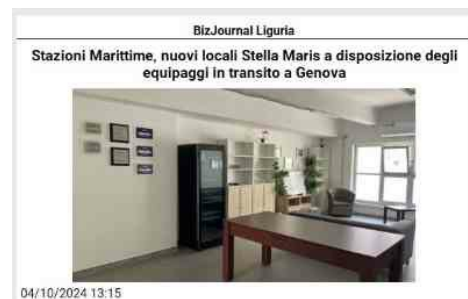 BizJournal Liguria
Stazioni Marittime, nuovi locali Stella Maris a disposizione degli
equipaggi in transito a Genova
04/10/2024 13:15